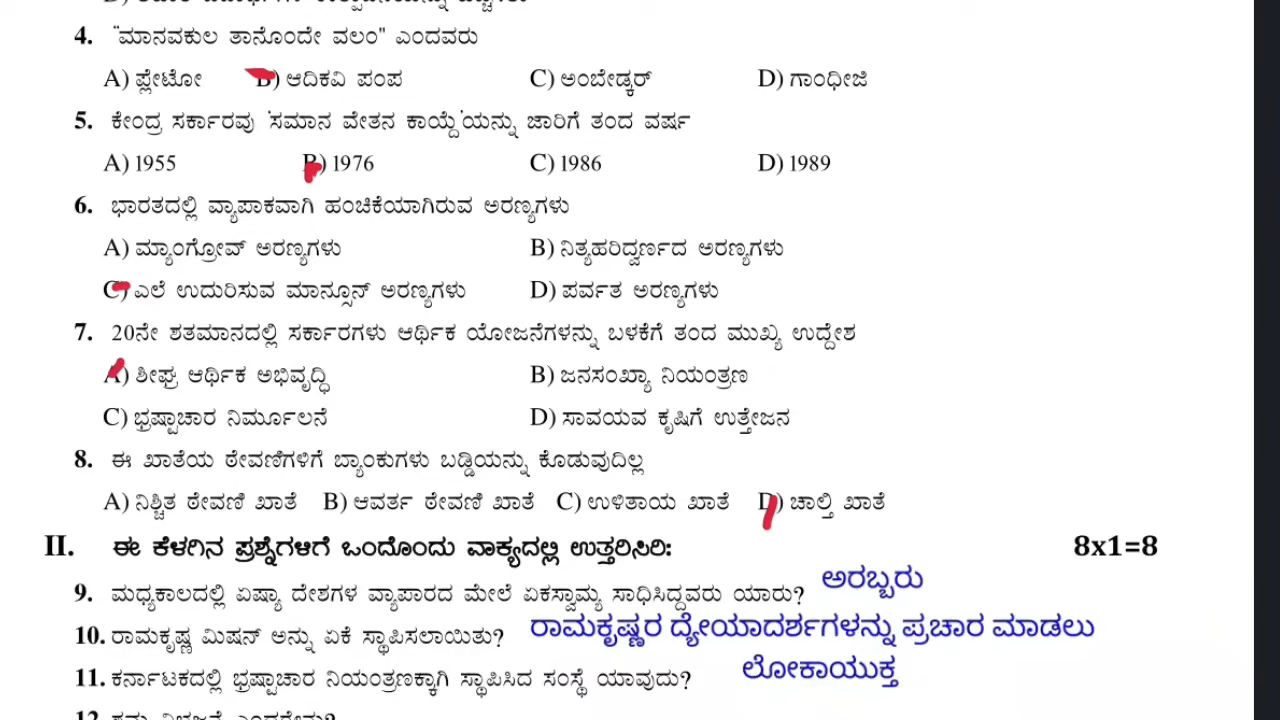 4. "ಮಾನವಕುಲ ತಾನೊಂದೇ ವಲಂ" ಎಂದವರು
A) ಪ್ಲೇಟೋ B) ಆದಿಕವಿ ಪಂಪ C) ಅಂಬೇಡ್ಕರ್ D) ಗಾಂಧೀಜಿ
5. ಕೇಂದ್ರ ಸರ್ಕಾರವು 'ಸಮಾನ ವೇತನ ಕಾಯ್ದೆ'ಯನ್ನು ಜಾರಿಗೆ ತಂದ ವರ್ಷ
A) 1955 B) 1976 C) 1986 D) 1989
6. ಭಾರತದಲ್ಲಿ ವ್ಯಾಪಾಕವಾಗಿ ಹಂಚಿಕೆಯಾಗಿರುವ ಅರಣ್ಯಗಳು
A) ಮ್ಯಾಂಗ್ರೋವ್ ಅರಣ್ಯಗಳು B) ನಿತ್ಯಹರಿದ್ವರ್ಣದ ಅರಣ್ಯಗಳು
C) ಎಲೆ ಉದುರಿಸುವ ಮಾನ್ಸೂನ್ ಅರಣ್ಯಗಳು D) ಪರ್ವತ ಅರಣ್ಯಗಳು
7. 20ನೇ ಶತಮಾನದಲ್ಲಿ ಸರ್ಕಾರಗಳು ಆರ್ಥಿಕ ಯೋಜನೆಗಳನ್ನು ಬಳಕೆಗೆ ತಂದ ಮುಖ್ಯ ಉದ್ದೇಶ
A) ಶೀಘ್ರ ಆರ್ಥಿಕ ಅಭಿವೃದ್ಧಿ B) ಜನಸಂಖ್ಯಾ ನಿಯಂತ್ರಣ
C) ಭ್ರಷ್ಟಾಚಾರ ನಿರ್ಮೂಲನೆ D) ಸಾವಯವ ಕೃಷಿಗೆ ಉತ್ತೇಜನ
8. ಈ ಖಾತೆಯ ಠೇವಣಿಗಳಿಗೆ ಬ್ಯಾಂಕುಗಳು ಬಡ್ಡಿಯನ್ನು ಕೊಡುವುದಿಲ್ಲ
A) ನಿಶ್ಚಿತ ಠೇವಣಿ ಖಾತೆ B) ಆವರ್ತ ಠೇವಣಿ ಖಾತೆ C) ಉಳಿತಾಯ ಖಾತೆ D) ಚಾಲ್ತಿ ಖಾತೆ
II. ಈ ಕೆಳಗಿನ ಪ್ರಶ್ನೆಗಳಿಗೆ ಒಂದೊಂದು ವಾಕ್ಯದಲ್ಲಿ ಉತ್ತರಿಸಿರಿ: 8x1=8
9. ಮಧ್ಯಕಾಲದಲ್ಲಿ ಏಷ್ಯಾ ದೇಶಗಳ ವ್ಯಾಪಾರದ ಮೇಲೆ ಏಕಸ್ವಾಮ್ಯ ಸಾಧಿಸಿದ್ದವರು ಯಾರು? ಅರಬ್ಬರು
10. ರಾಮಕೃಷ್ಣ ಮಿಷನ್ ಅನ್ನು ಏಕೆ ಸ್ಥಾಪಿಸಲಾಯಿತು? ರಾಮಕೃಷ್ಣರ ಧ್ಯೇಯಾದರ್ಶಗಳನ್ನು ಪ್ರಚಾರ ಮಾಡಲು
11. ಕರ್ನಾಟಕದಲ್ಲಿ ಭ್ರಷ್ಟಾಚಾರ ನಿಯಂತ್ರಣಕ್ಕಾಗಿ ಸ್ಥಾಪಿಸಿದ ಸಂಸ್ಥೆ ಯಾವುದು? ಲೋಕಾಯುಕ್ತ